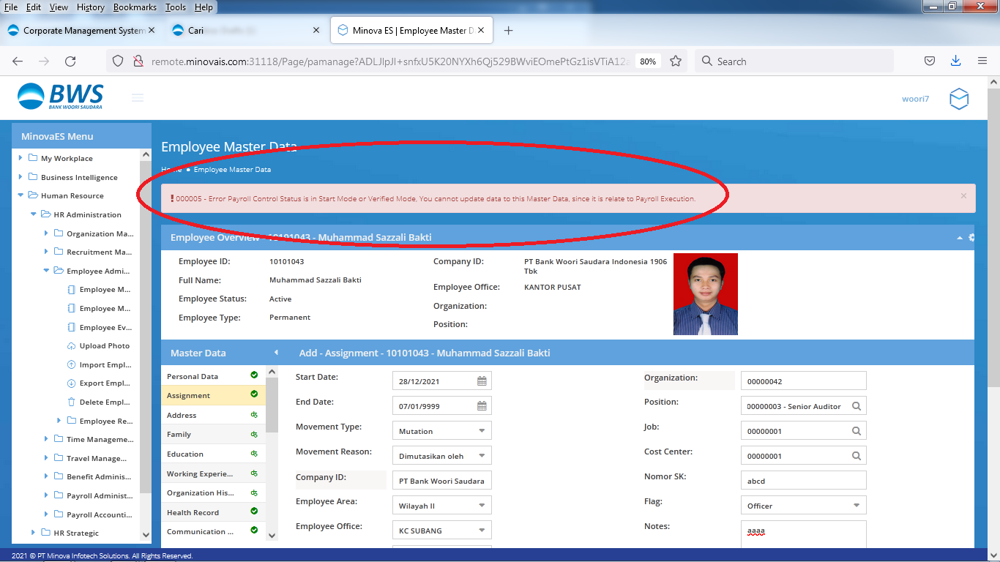 File Edit View History Bookmarks Tools Help
Corporate Management System
Cari
Minova ES | Employee Master D
remote.minovais.com:31118/Page/pamanage?ADLJlpJI+snfxU5K20NYXh6Qj529BWviEOmePtGz1isVTiA12a
80%
Search
BWS
BANK WOORI SAUDARA
woori7
MinovaES Menu
My Workplace
Business Intelligence
Human Resource
HR Administration
Organization Ma...
Recruitment Ma...
Employee Admi...
Employee M...
Employee M...
Employee Ev...
Upload Photo
Import Empl...
Export Empl...
Delete Empl...
Employee Re...
Time Manageme...
Travel Manage...
Benefit Adminis...
Payroll Administ...
Payroll Accounti...
HR Strategic
Employee Master Data
Home • Employee Master Data
000005 - Error Payroll Control Status is in Start Mode or Verified Mode, You cannot update data to this Master Data, since it is relate to Payroll Execution.
Employee Overview - 10101043 - Muhammad Sazzali Bakti
Employee ID: 10101043
Full Name: Muhammad Sazzali Bakti
Employee Status: Active
Employee Type: Permanent
Company ID: PT Bank Woori Saudara Indonesia 1906
Tbk
Employee Office: KANTOR PUSAT
Organization:
Position:
Master Data
Personal Data
Assignment
Address
Family
Education
Working Experie...
Organization His...
Health Record
Communication ...
Add - Assignment - 10101043 - Muhammad Sazzali Bakti
Start Date: 28/12/2021
End Date: 07/01/9999
Movement Type: Mutation
Movement Reason: Dimutasikan oleh
Company ID: PT Bank Woori Saudara
Employee Area: Wilayah II
Employee Office: KC SUBANG
Organization: 00000042
Position: 00000003 - Senior Auditor
Job: 00000001
Cost Center: 00000001
Nomor SK: abcd
Flag: Officer
Notes: aaaa
2021 © PT Minova Infotech Solutions. All Rights Reserved.